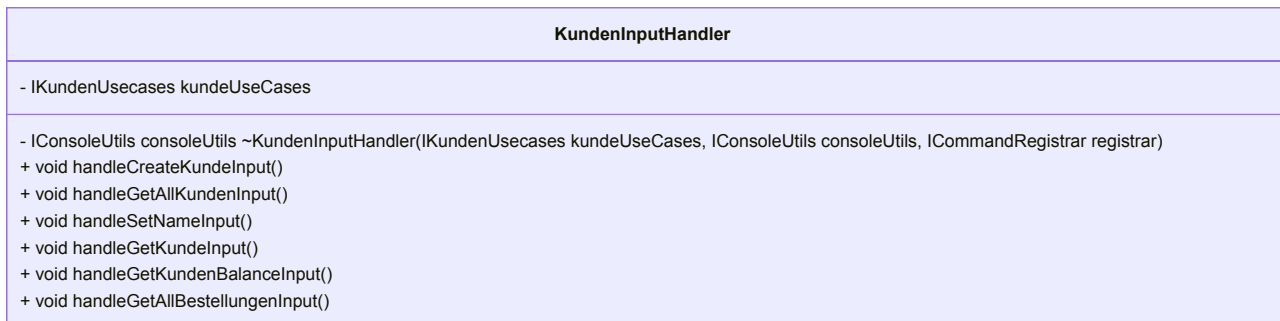 KundenInputHandler
- IKundenUsecases kundeUseCases
- IConsoleUtils consoleUtils ~KundenInputHandler(IKundenUsecases kundeUseCases, IConsoleUtils consoleUtils, ICommandRegistrar registrar)
+ void handleCreateKundeInput()
+ void handleGetAllKundenInput()
+ void handleSetNameInput()
+ void handleGetKundeInput()
+ void handleGetKundenBalanceInput()
+ void handleGetAllBestellungenInput()